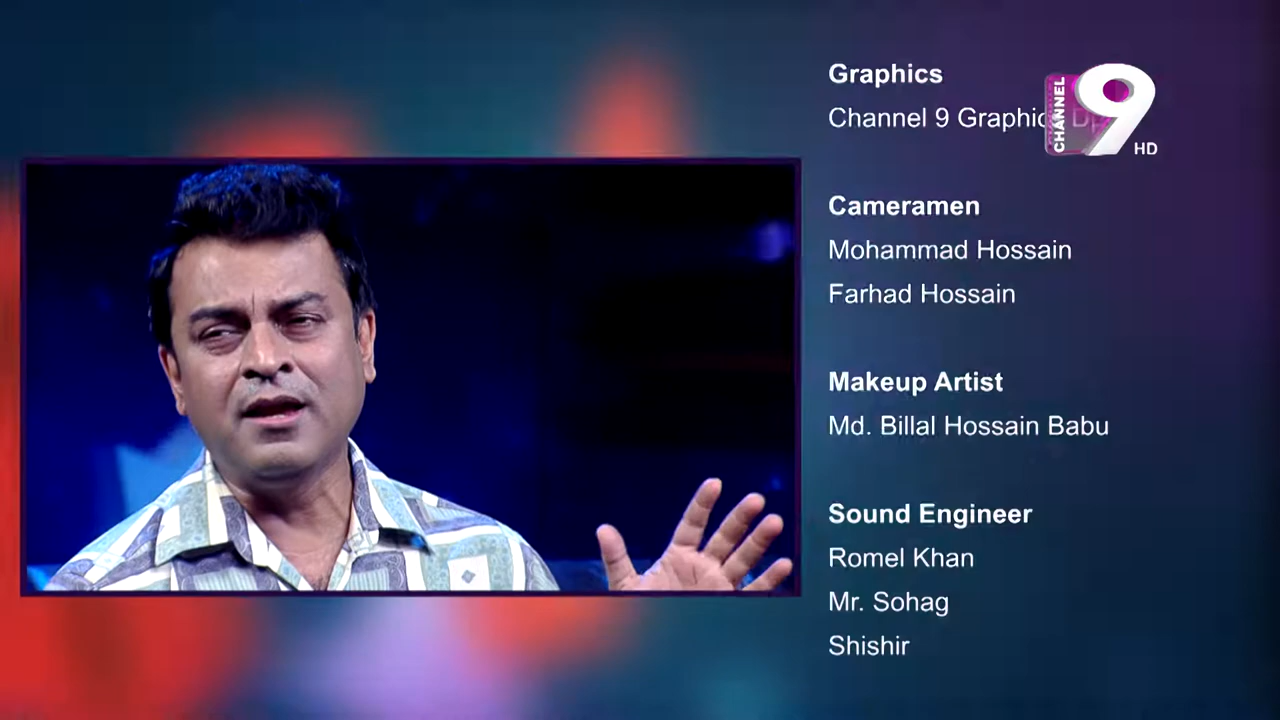 Graphics
Channel 9 Graphic
CHANNEL
9
HD
Cameramen
Mohammad Hossain
Farhad Hossain
Makeup Artist
Md. Billal Hossain Babu
Sound Engineer
Romel Khan
Mr. Sohag
Shishir